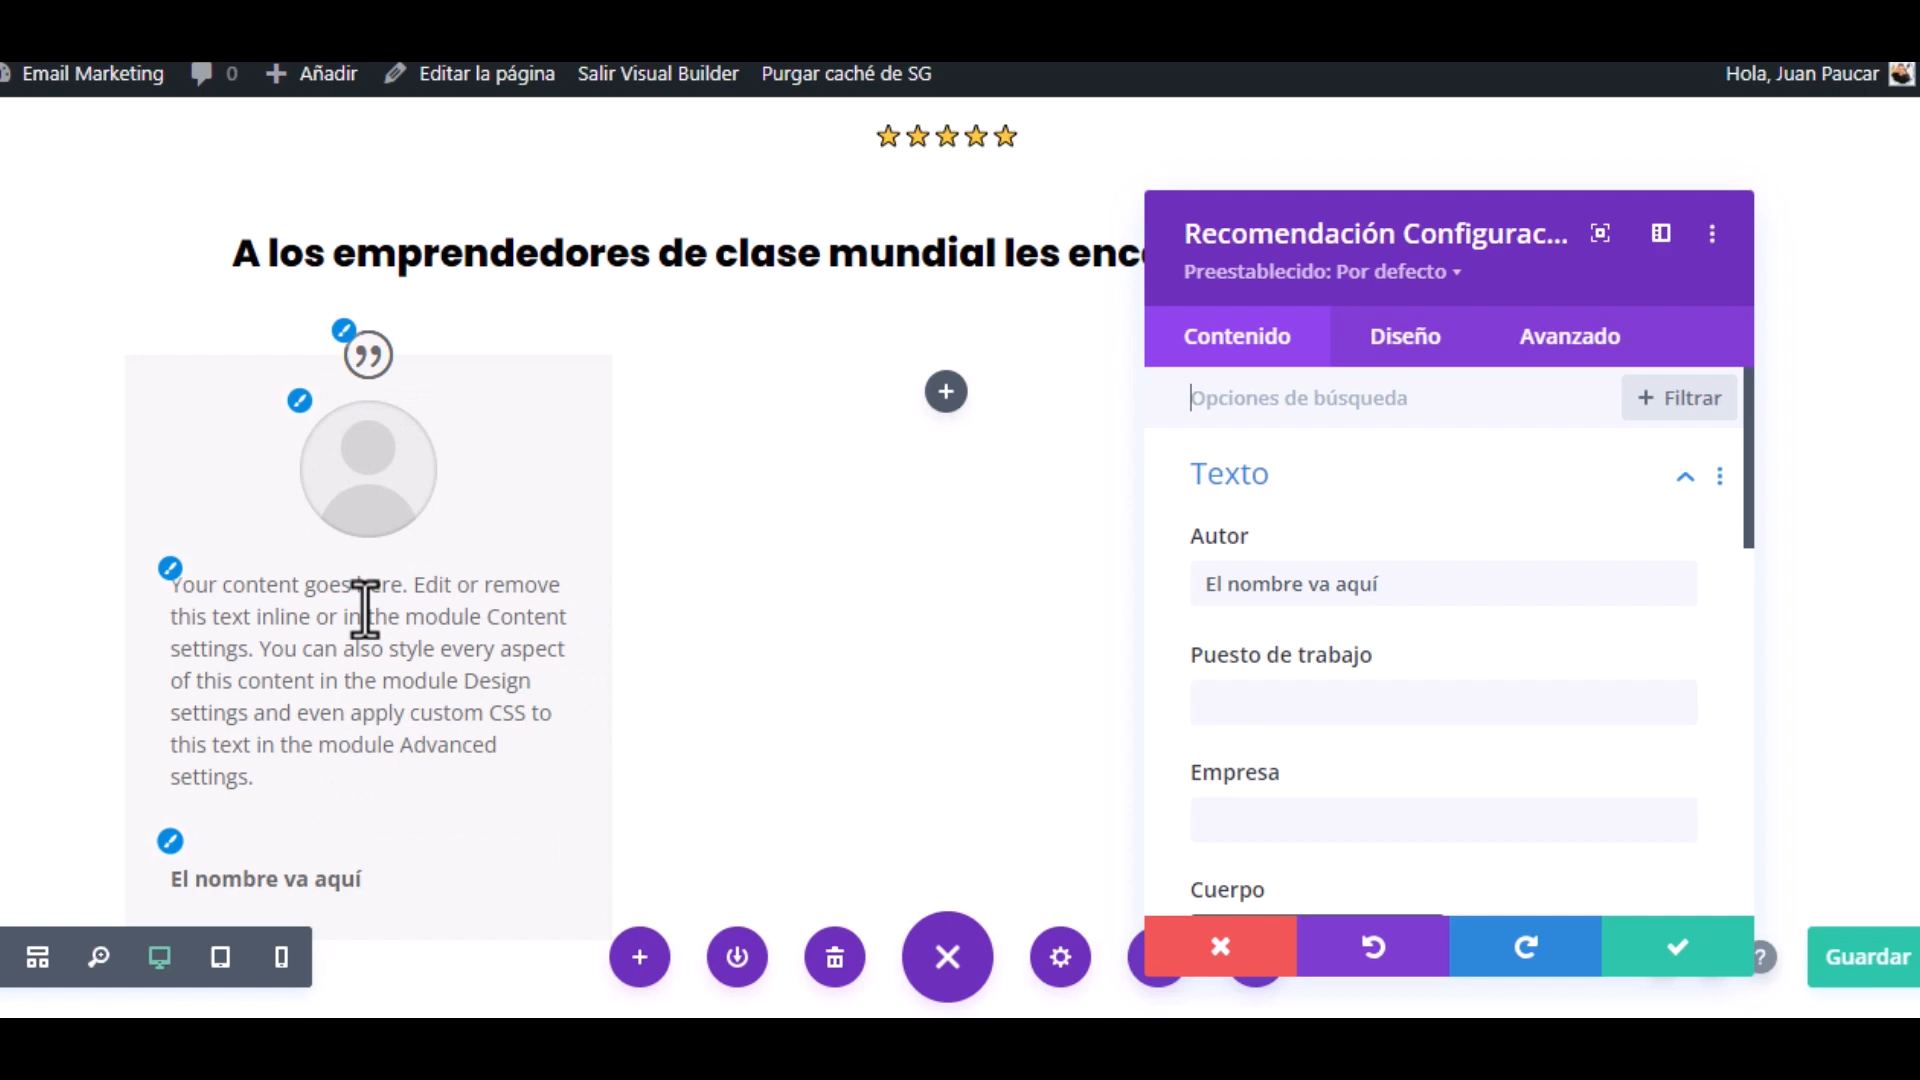 Email Marketing 0 Añadir Editar la página Salir Visual Builder Purgar caché de SG Hola, Juan Paucar
A los emprendedores de clase mundial les enc
Your content goes here. Edit or remove
this text inline or in the module Content
settings. You can also style every aspect
of this content in the module Design
settings and even apply custom CSS to
this text in the module Advanced
settings.
El nombre va aquí
Recomendación Configurac...
Preestablecido: Por defecto
Contenido Diseño Avanzado
Opciones de búsqueda + Filtrar
Texto
Autor
El nombre va aquí
Puesto de trabajo
Empresa
Cuerpo
? Guardar